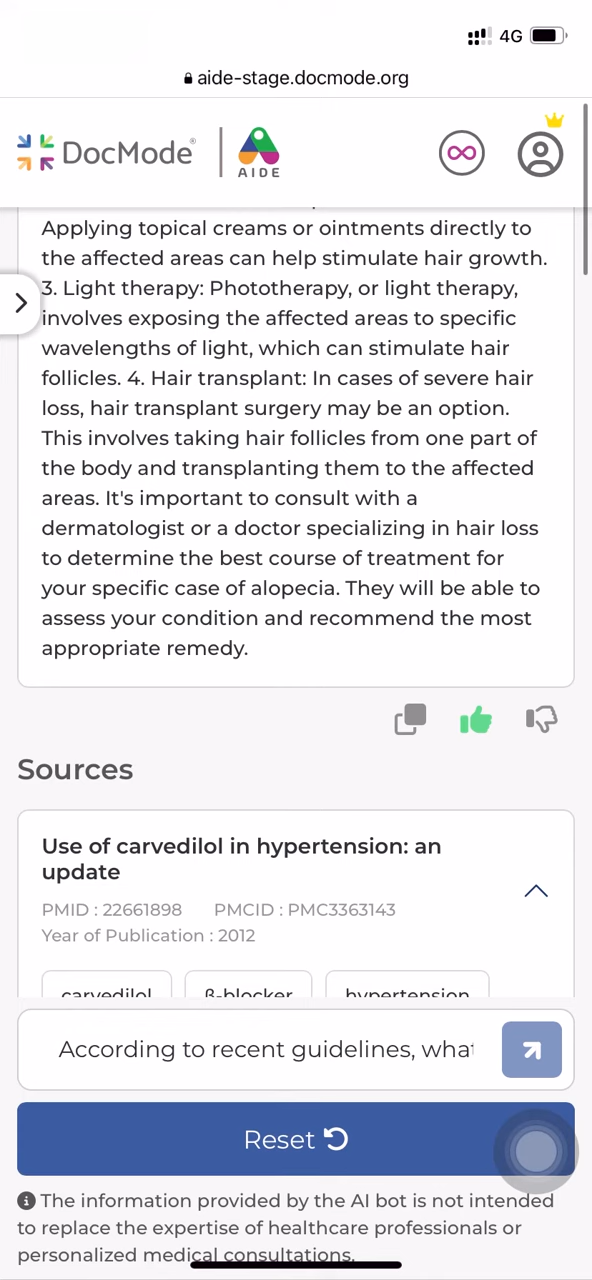 4G
aide-stage.docmode.org
DocMode®
AIDE
Applying topical creams or ointments directly to
the affected areas can help stimulate hair growth.
3. Light therapy: Phototherapy, or light therapy,
involves exposing the affected areas to specific
wavelengths of light, which can stimulate hair
follicles. 4. Hair transplant: In cases of severe hair
loss, hair transplant surgery may be an option.
This involves taking hair follicles from one part of
the body and transplanting them to the affected
areas. It's important to consult with a
dermatologist or a doctor specializing in hair loss
to determine the best course of treatment for
your specific case of alopecia. They will be able to
assess your condition and recommend the most
appropriate remedy.
Sources
Use of carvedilol in hypertension: an
update
PMID : 22661898 PMCID : PMC3363143
Year of Publication : 2012
carvedilol β-blocker hypertension
According to recent guidelines, what
Reset
The information provided by the AI bot is not intended
to replace the expertise of healthcare professionals or
personalized medical consultations.